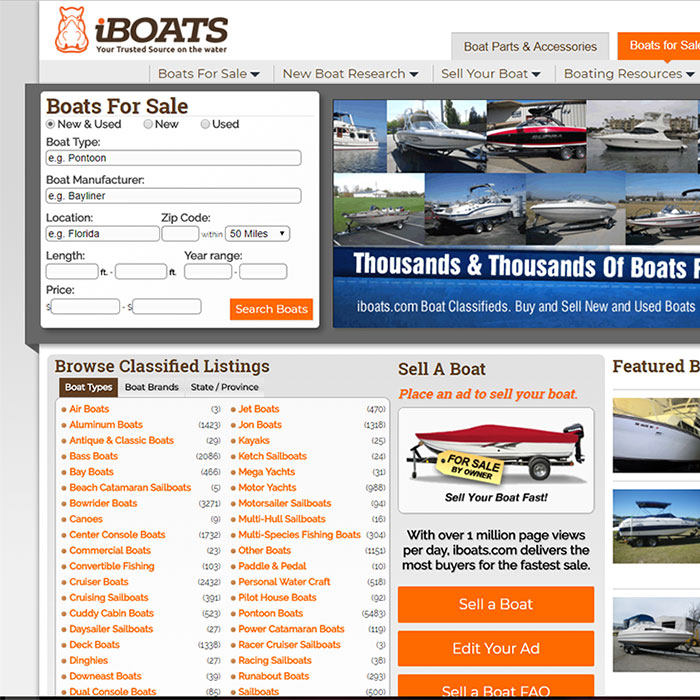 iBOATS
Your Trusted Source on the water
Boat Parts & Accessories
Boats for Sale
Boats For Sale
New Boat Research
Sell Your Boat
Boating Resources
Boats For Sale
New & Used
New
Used
Boat Type:
e.g. Pontoon
Boat Manufacturer:
e.g. Bayliner
Location:
Zip Code:
e.g. Florida
within
50 Miles
Length:
Year range:
ft. -
ft.
-
Price:
$
- $
Search Boats
Thousands & Thousands Of Boats F
iboats.com Boat Classifieds. Buy and Sell New and Used Boats
Browse Classified Listings
Boat Types
Boat Brands
State / Province
Air Boats (3)
Aluminum Boats (1423)
Antique & Classic Boats (29)
Bass Boats (2086)
Bay Boats (466)
Beach Catamaran Sailboats (5)
Bowrider Boats (3271)
Canoes (9)
Center Console Boats (1732)
Commercial Boats (23)
Convertible Fishing (103)
Cruiser Boats (2432)
Cruising Sailboats (391)
Cuddy Cabin Boats (523)
Daysailer Sailboats (27)
Deck Boats (1338)
Dinghies (27)
Downeast Boats (39)
Dual Console Boats (85)
Jet Boats (470)
Jon Boats (1318)
Kayaks (25)
Ketch Sailboats (24)
Mega Yachts (31)
Motor Yachts (988)
Motorsailer Sailboats (94)
Multi-Hull Sailboats (16)
Multi-Species Fishing Boats (304)
Other Boats (1151)
Paddle & Pedal (10)
Personal Water Craft (518)
Pilot House Boats (92)
Pontoon Boats (5483)
Power Catamaran Boats (119)
Racer Cruiser Sailboats (3)
Racing Sailboats (38)
Runabout Boats (293)
Sailboats (500)
Sell A Boat
Place an ad to sell your boat.
FOR SALE
BY OWNER
Sell Your Boat Fast!
With over 1 million page views
per day, iboats.com delivers the
most buyers for the fastest sale.
Sell a Boat
Edit Your Ad
Sell a Boat FAQ
Featured B